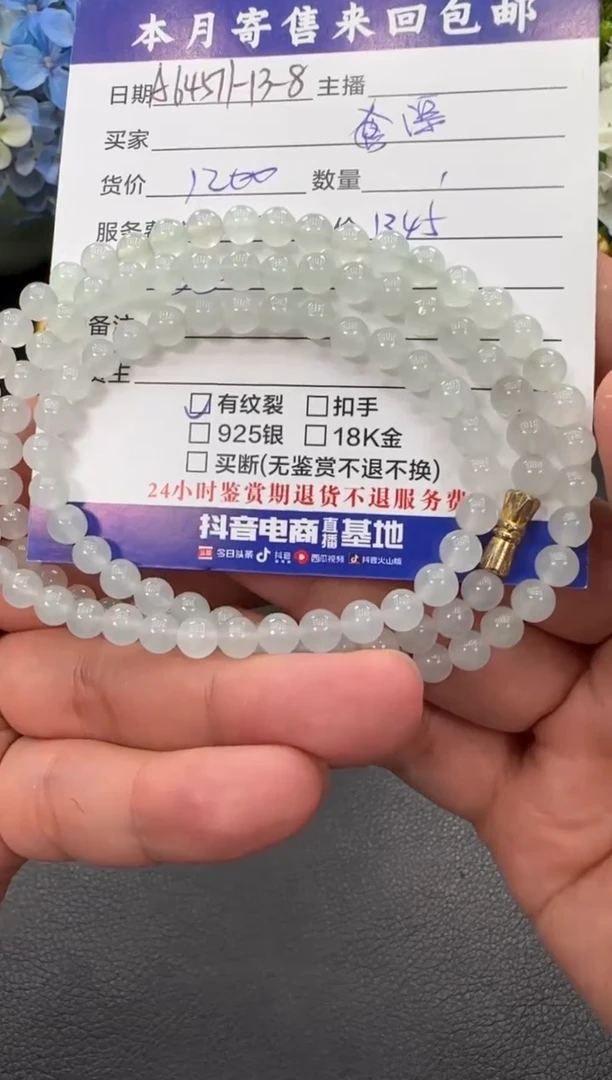 本月寄售来回包邮
日期A16457-13-8 主播
买家
货价 1200 数量 1
服务费 价 1345
备注
主
有纹裂 扣手
925银 18K金
买断(无鉴赏不退不换)
24小时鉴赏期退货不退服务费
抖音电商直播基地
头条 今日头条 抖音 西瓜视频 抖音火山版